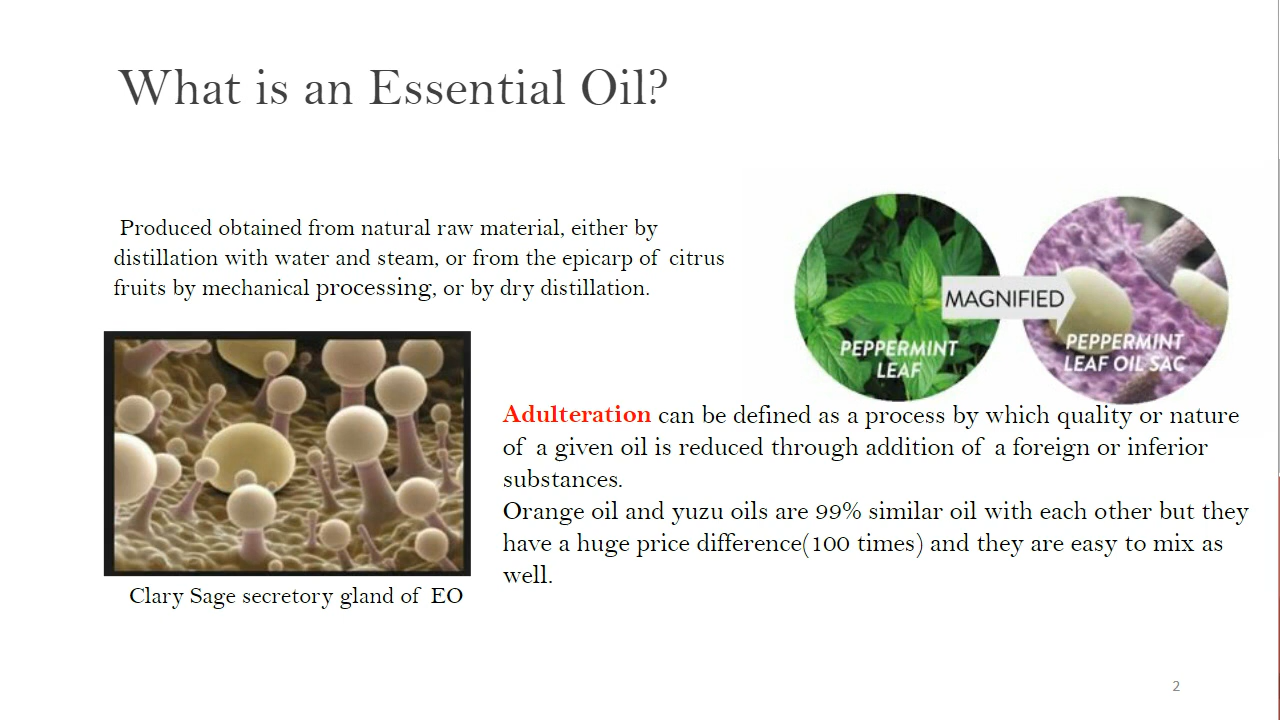 What is an Essential Oil?
Produced obtained from natural raw material, either by
distillation with water and steam, or from the epicarp of citrus
fruits by mechanical processing, or by dry distillation.
PEPPERMINT
LEAF
MAGNIFIED
PEPPERMINT
LEAF OIL SAC
Adulteration can be defined as a process by which quality or nature
of a given oil is reduced through addition of a foreign or inferior
substances.
Orange oil and yuzu oils are 99% similar oil with each other but they
have a huge price difference(100 times) and they are easy to mix as
well.
Clary Sage secretory gland of EO
2